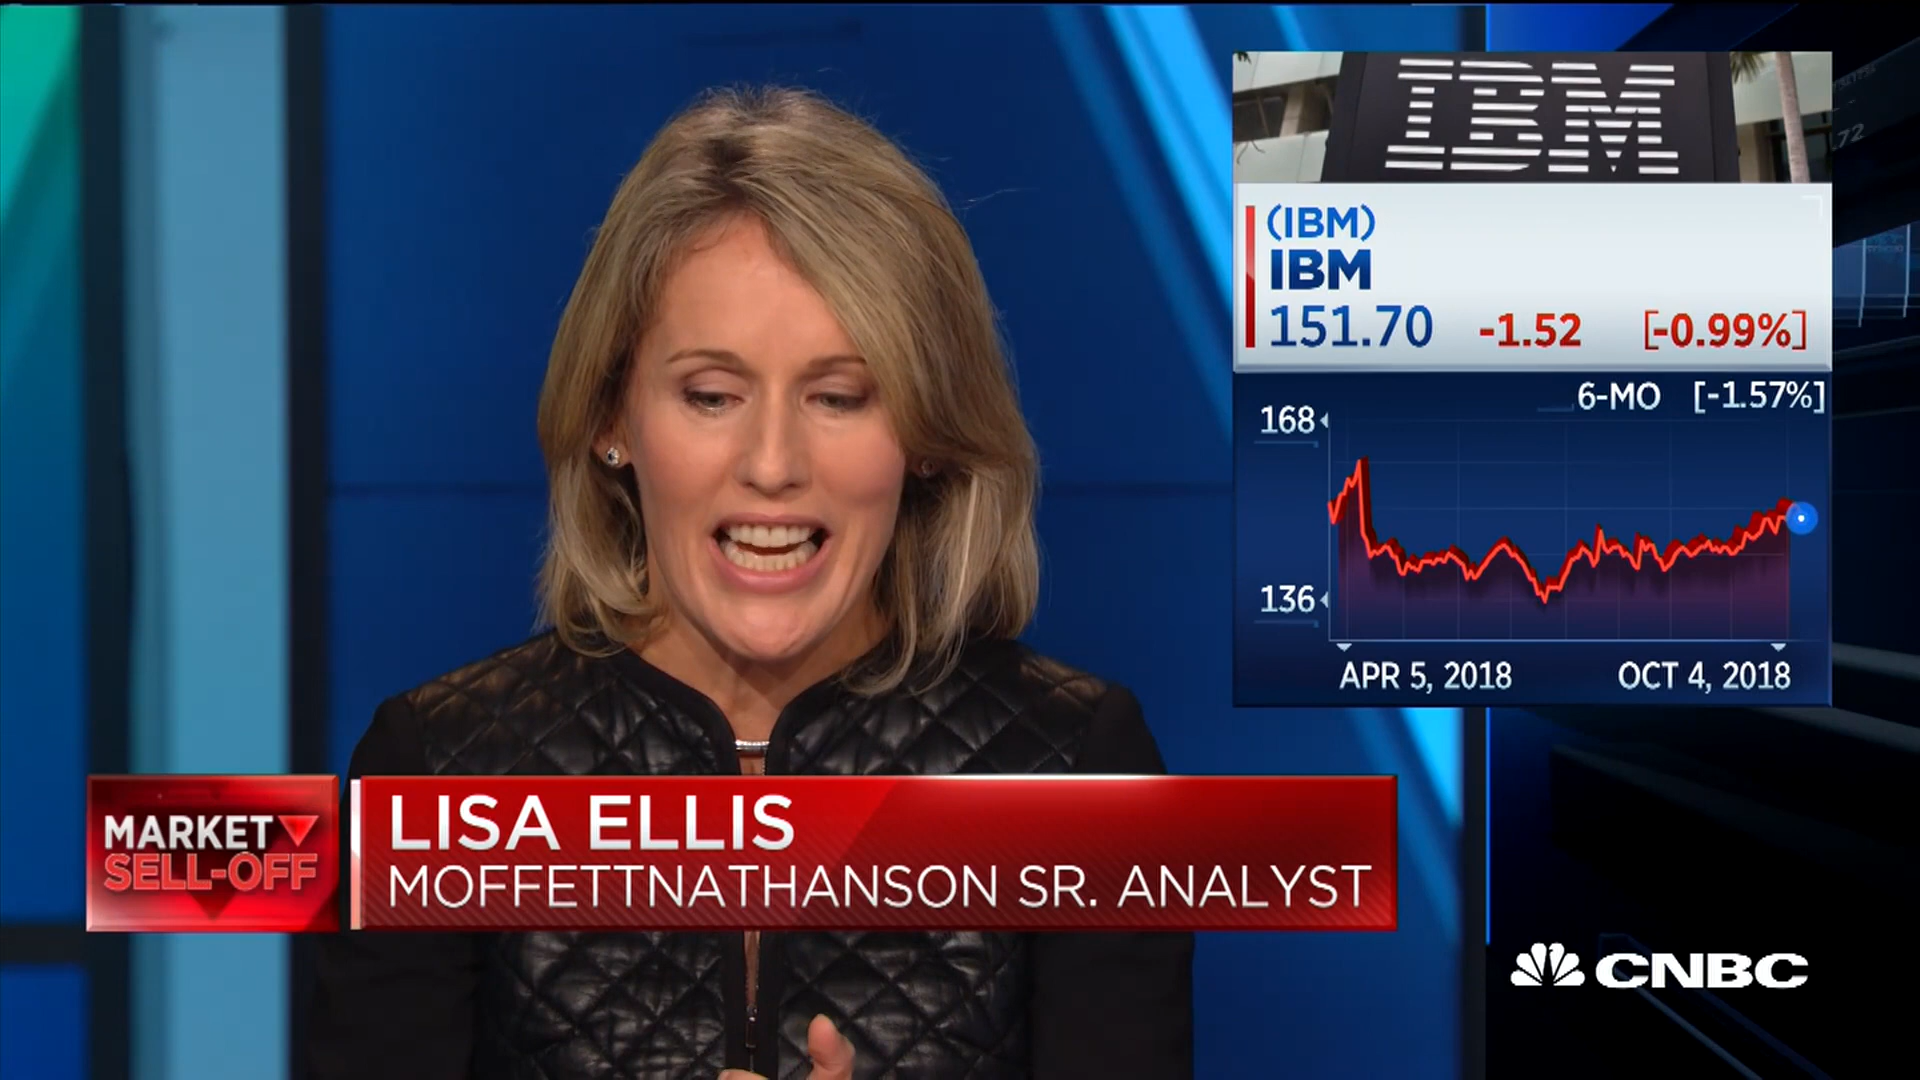 IBM
(IBM)
IBM
151.70 -1.52 [-0.99%]
6-MO [-1.57%]
168
136
APR 5, 2018 OCT 4, 2018
MARKET
SELL-OFF
LISA ELLIS
MOFFETTNATHANSON SR. ANALYST
CNBC